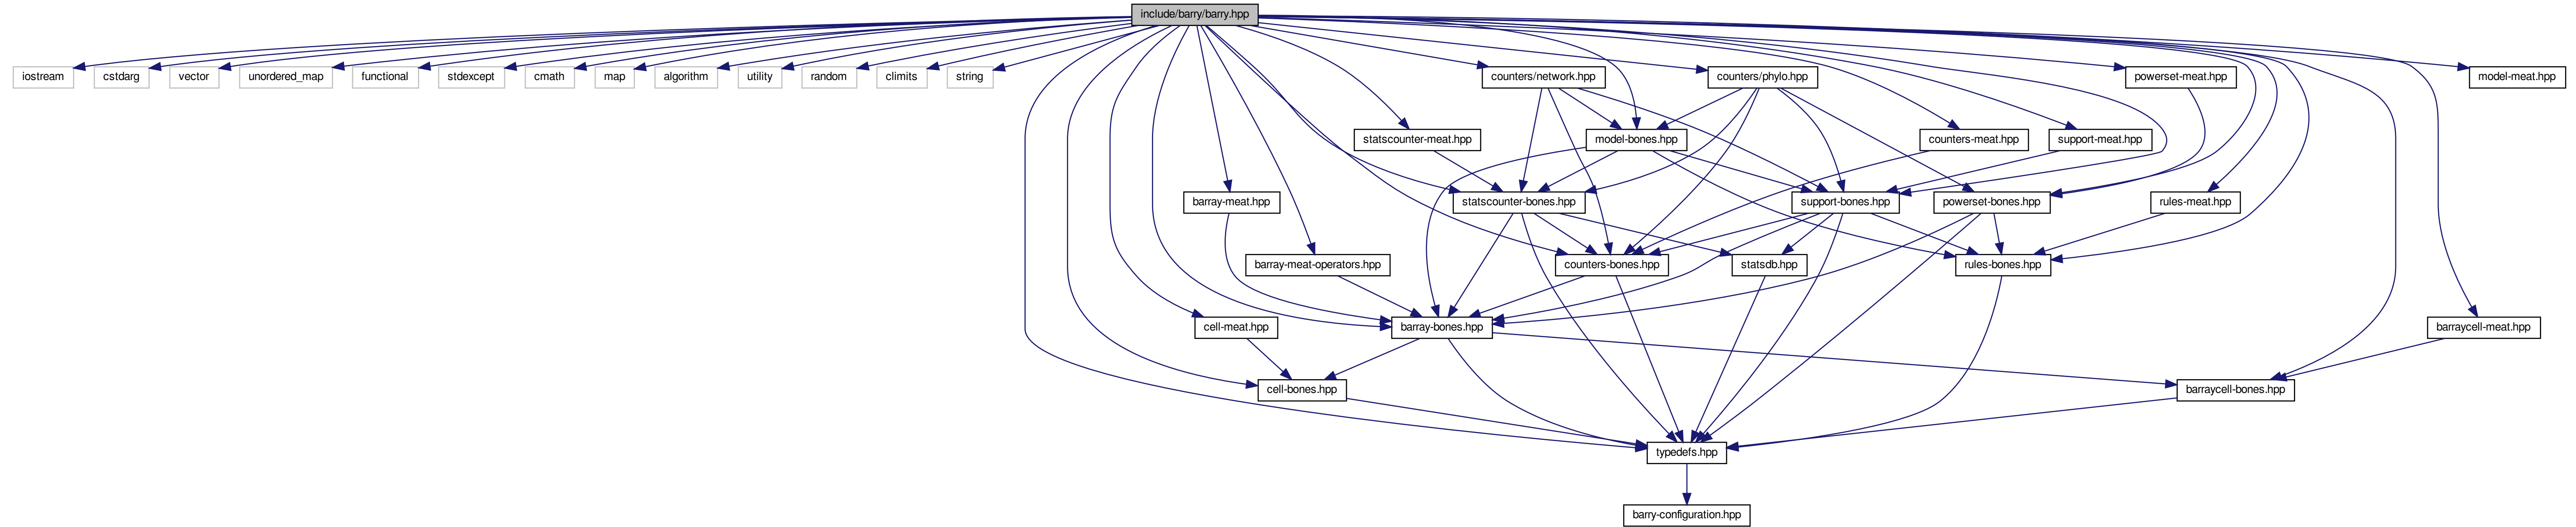 include/barry/barry.hpp
iostream
cstdarg
vector
unordered_map
functional
stdexcept
cmath
map
algorithm
utility
random
climits
string
counters/network.hpp
counters/phylo.hpp
powerset-meat.hpp
model-meat.hpp
statscounter-meat.hpp
model-bones.hpp
counters-meat.hpp
support-meat.hpp
barray-meat.hpp
statscounter-bones.hpp
support-bones.hpp
powerset-bones.hpp
rules-meat.hpp
barray-meat-operators.hpp
counters-bones.hpp
statsdb.hpp
rules-bones.hpp
cell-meat.hpp
barray-bones.hpp
barraycell-meat.hpp
cell-bones.hpp
barraycell-bones.hpp
typedefs.hpp
barry-configuration.hpp